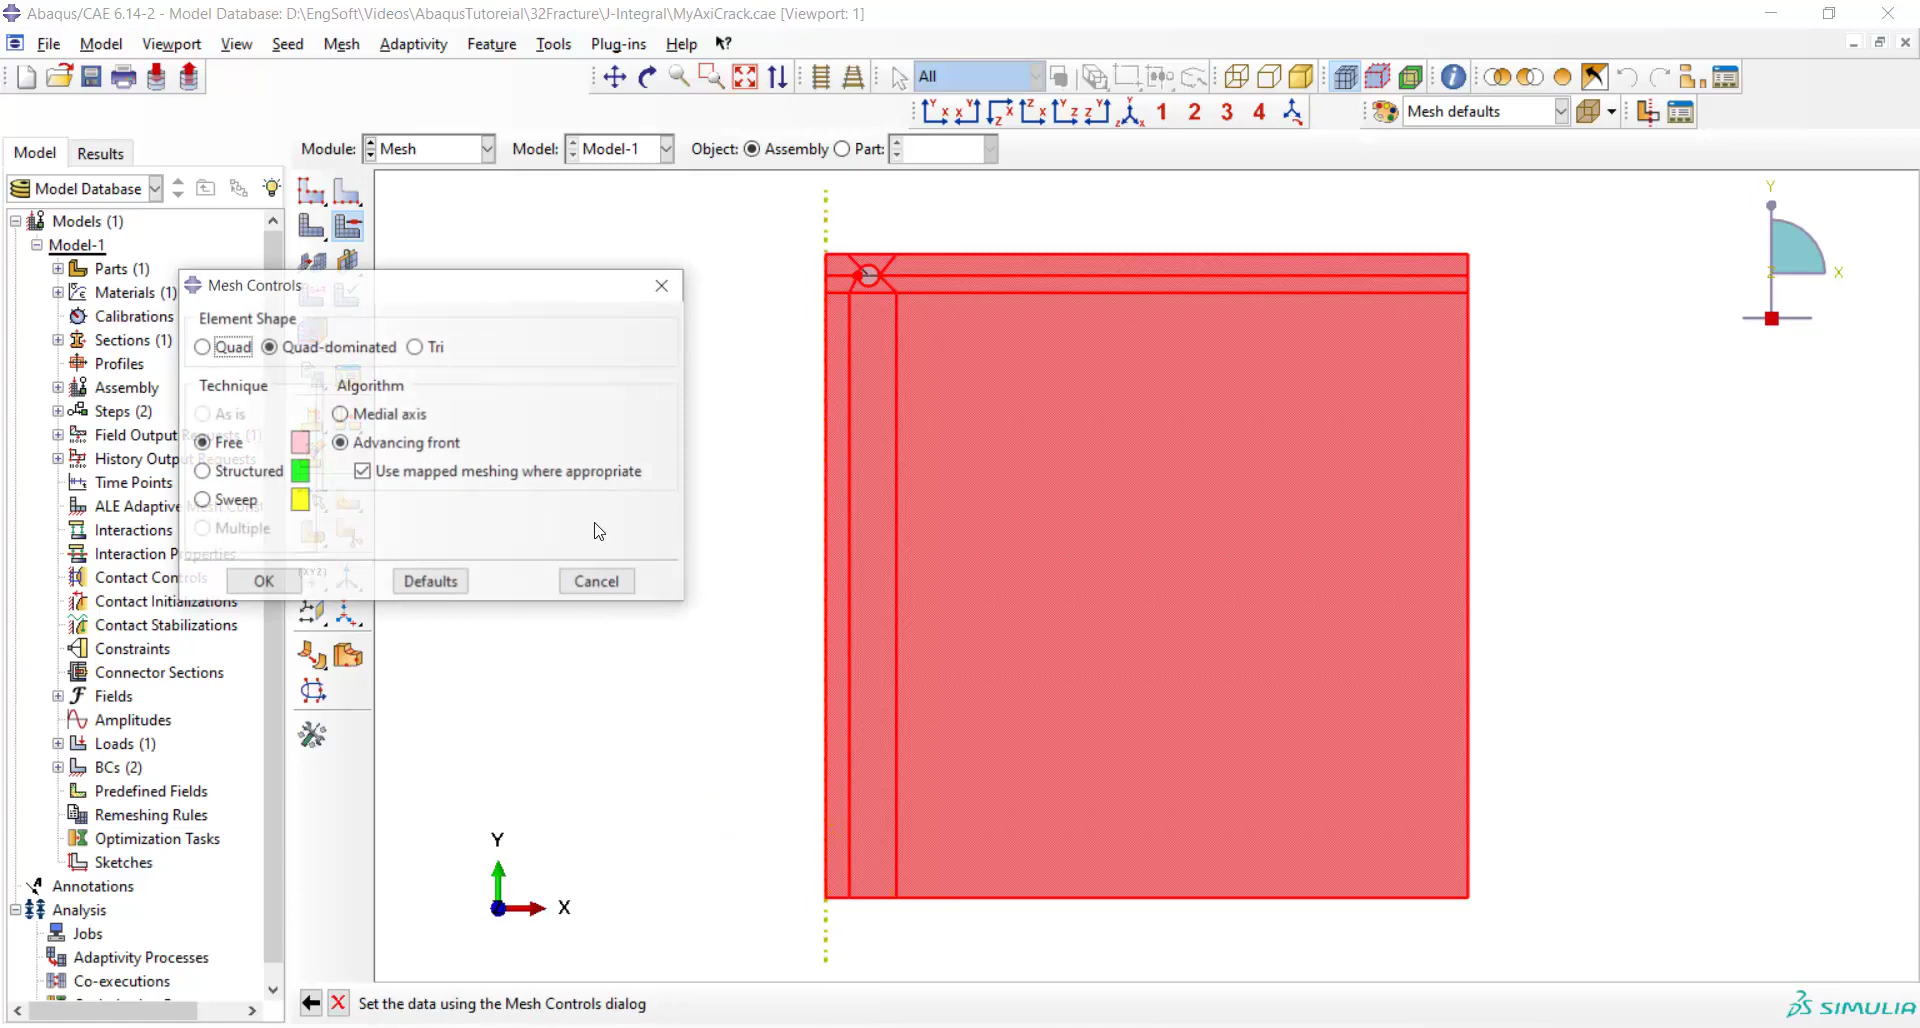 Abaqus/CAE 6.14-2 - Model Database: D:\EngSoft\Videos\AbaqusTutoreial\32Fracture\J-Integral\MyAxiCrack.cae [Viewport: 1]
File Model Viewport View Seed Mesh Adaptivity Feature Tools Plug-ins Help
All
1 2 3 4 Mesh defaults
Model Results
Module: Mesh Model: Model-1 Object: Assembly Part:
Model Database
Models (1)
Model-1
Parts (1)
Materials (1)
Calibrations
Sections (1)
Profiles
Assembly
Steps (2)
Field Output Requests (1)
History Output Requests
Time Points
ALE Adaptive Mesh
Interactions
Interaction Properties
Contact Controls
Contact Initializations
Contact Stabilizations
Constraints
Connector Sections
Fields
Amplitudes
Loads (1)
BCs (2)
Predefined Fields
Remeshing Rules
Optimization Tasks
Sketches
Annotations
Analysis
Jobs
Adaptivity Processes
Co-executions
Mesh Controls
Element Shape
Quad Quad-dominated Tri
Technique Algorithm
As is Medial axis
Free Advancing front
Structured Use mapped meshing where appropriate
Sweep
Multiple
OK Defaults Cancel
Y
X
Z
Y
X
Set the data using the Mesh Controls dialog
SIMULIA